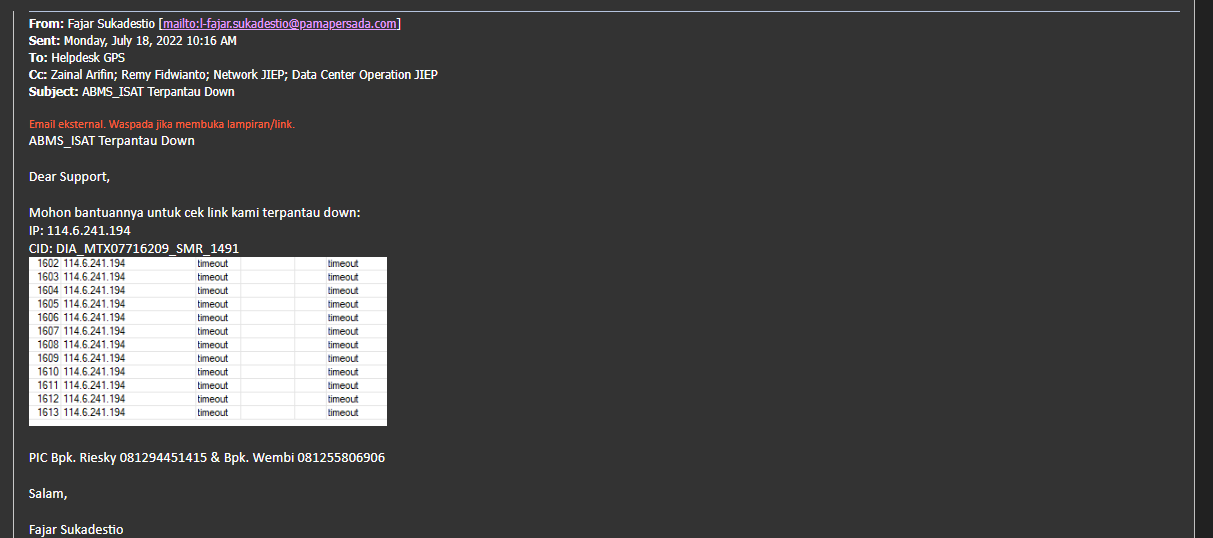 From: Fajar Sukadestio [mailto:l-fajar.sukadestio@pamapersada.com]
Sent: Monday, July 18, 2022 10:16 AM
To: Helpdesk GPS
Cc: Zainal Arifin; Remy Fidwianto; Network JIEP; Data Center Operation JIEP
Subject: ABMS_ISAT Terpantau Down
Email eksternal. Waspada jika membuka lampiran/link.
ABMS_ISAT Terpantau Down
Dear Support,
Mohon bantuannya untuk cek link kami terpantau down:
IP: 114.6.241.194
CID: DIA_MTX07716209_SMR_1491
1602 114.6.241.194 timeout timeout
1603 114.6.241.194 timeout timeout
1604 114.6.241.194 timeout timeout
1605 114.6.241.194 timeout timeout
1606 114.6.241.194 timeout timeout
1607 114.6.241.194 timeout timeout
1608 114.6.241.194 timeout timeout
1609 114.6.241.194 timeout timeout
1610 114.6.241.194 timeout timeout
1611 114.6.241.194 timeout timeout
1612 114.6.241.194 timeout timeout
1613 114.6.241.194 timeout timeout
PIC Bpk. Riesky 081294451415 & Bpk. Wembi 081255806906
Salam,
Fajar Sukadestio